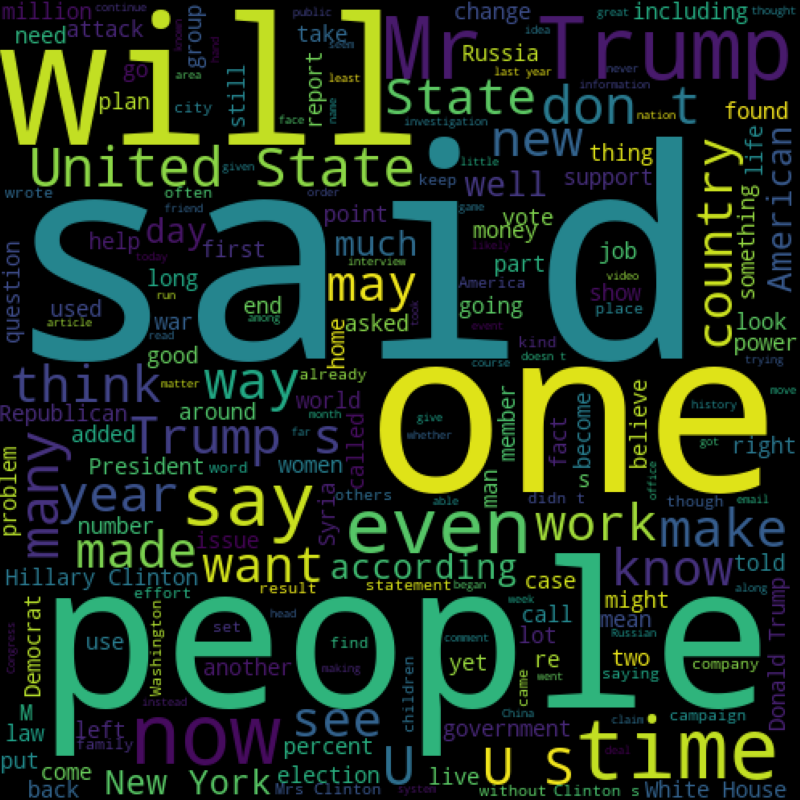 million
continue
public
including
great
thought
need
attack
group
take
change
idea
will
Mr Trump
Russia
last year
never
go
still
report
plan
city
State
don t
information
found
face
least
name
area
investigation
new
nation
thing
United State
well
support
country
life
American
wrote
often
given
keep
little
order
friend
said
game
vote
something
help
day
first
point
much
money
job
question
likely
today
interview
part
America
video
long
may
show
used
run
end
going
place
look
article
war
among
home
asked
took
event
power
read
good
kind
course
doesn t
trying
think
matter
way
already
one
move
Republican
around
world
month
give
history
added
Trump s
far
called
whether
member
fact
become
believe
got
right
problem
many
President
word
women
man
s
office
year
say
Syria
others
able
didn t
though
email
number
even
work
make
made
issue
want
according
know
told
Hillary Clinton
effort
result
statement
began
case
might
along
Democrat
Washington
people
week
call
mean
Donald Trump
Congress
use
set
head
find
comment
lot
Russian
another
making
yet
re
two
saying
company
went
M
instead
came
China
claim
campaign
law
left
now
see
children
government
put
family
percent
U
U s
time
deal
back
come
New York
election
live
Mrs Clinton
system
without
Clinton s
White House